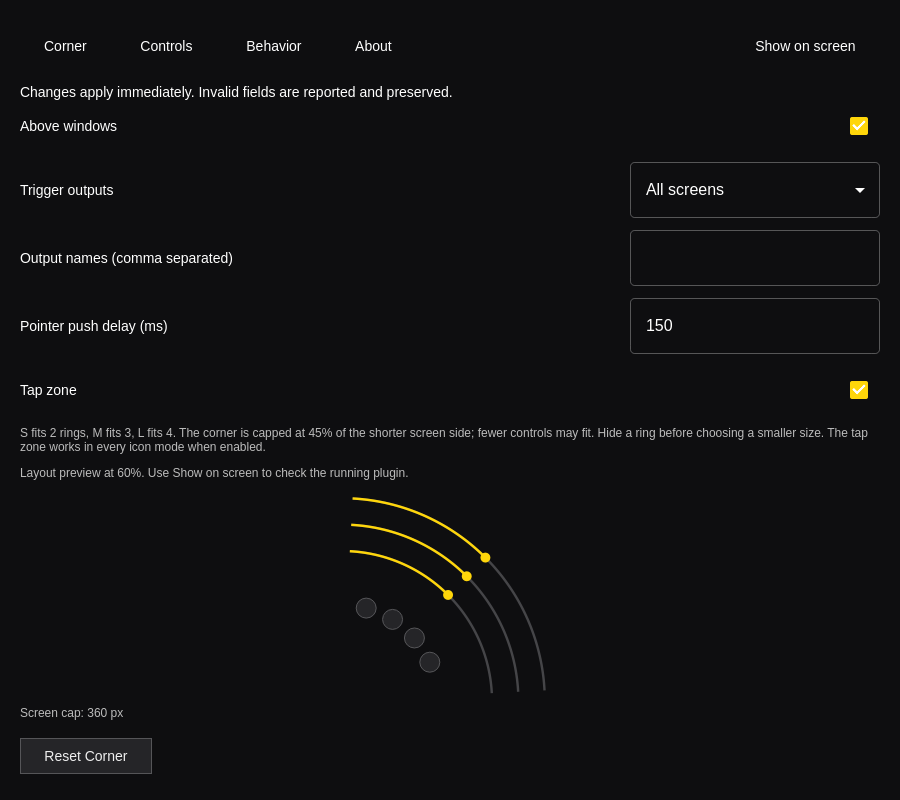 Corner Controls Behavior About Show on screen
Changes apply immediately. Invalid fields are reported and preserved.
Above windows
Trigger outputs All screens
Output names (comma separated)
Pointer push delay (ms) 150
Tap zone
S fits 2 rings, M fits 3, L fits 4. The corner is capped at 45% of the shorter screen side; fewer controls may fit. Hide a ring before choosing a smaller size. The tap
zone works in every icon mode when enabled.
Layout preview at 60%. Use Show on screen to check the running plugin.
Screen cap: 360 px
Reset Corner